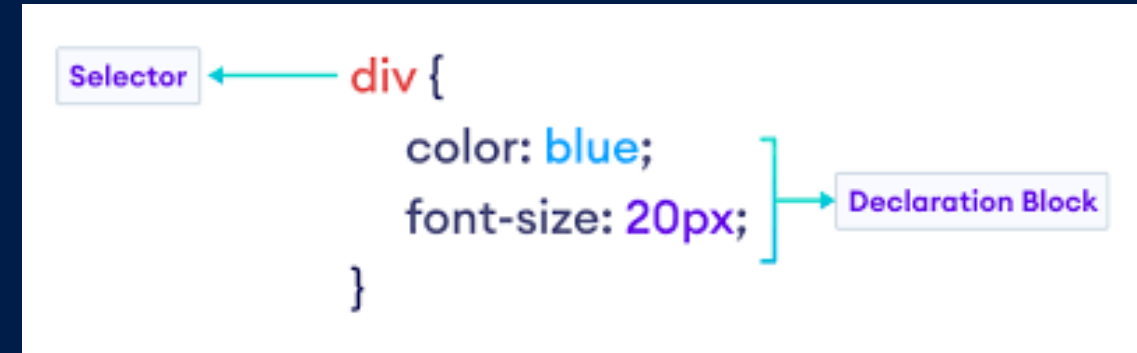 Selector
div {
color: blue;
font-size: 20px;
Declaration Block
}